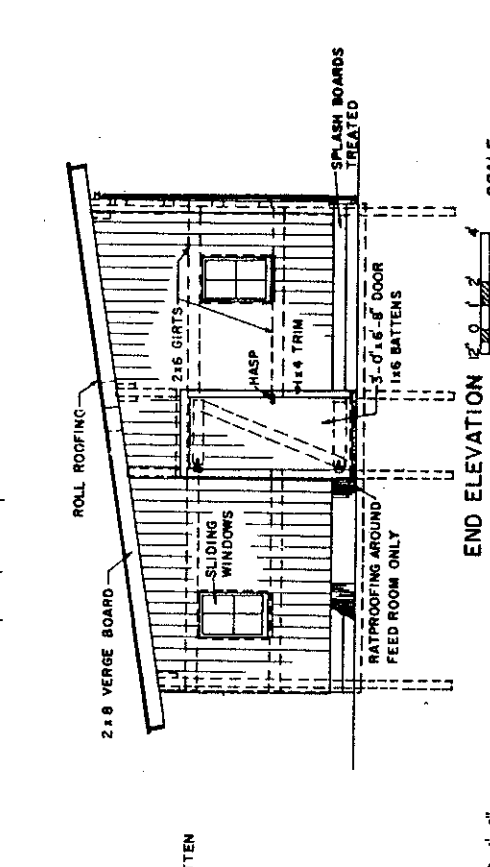 ROLL ROOFING
2x8 VERGE BOARD
2x6 GIRTS
SLIDING
WINDOWS
HASP
1x4 TRIM
3'-0"x6'-8" DOOR
1x6 BATTENS
SPLASH BOARDS
TREATED
RATPROOFING AROUND
FEED ROOM ONLY
END ELEVATION
12" 0 1' 2' 4'
TTEN